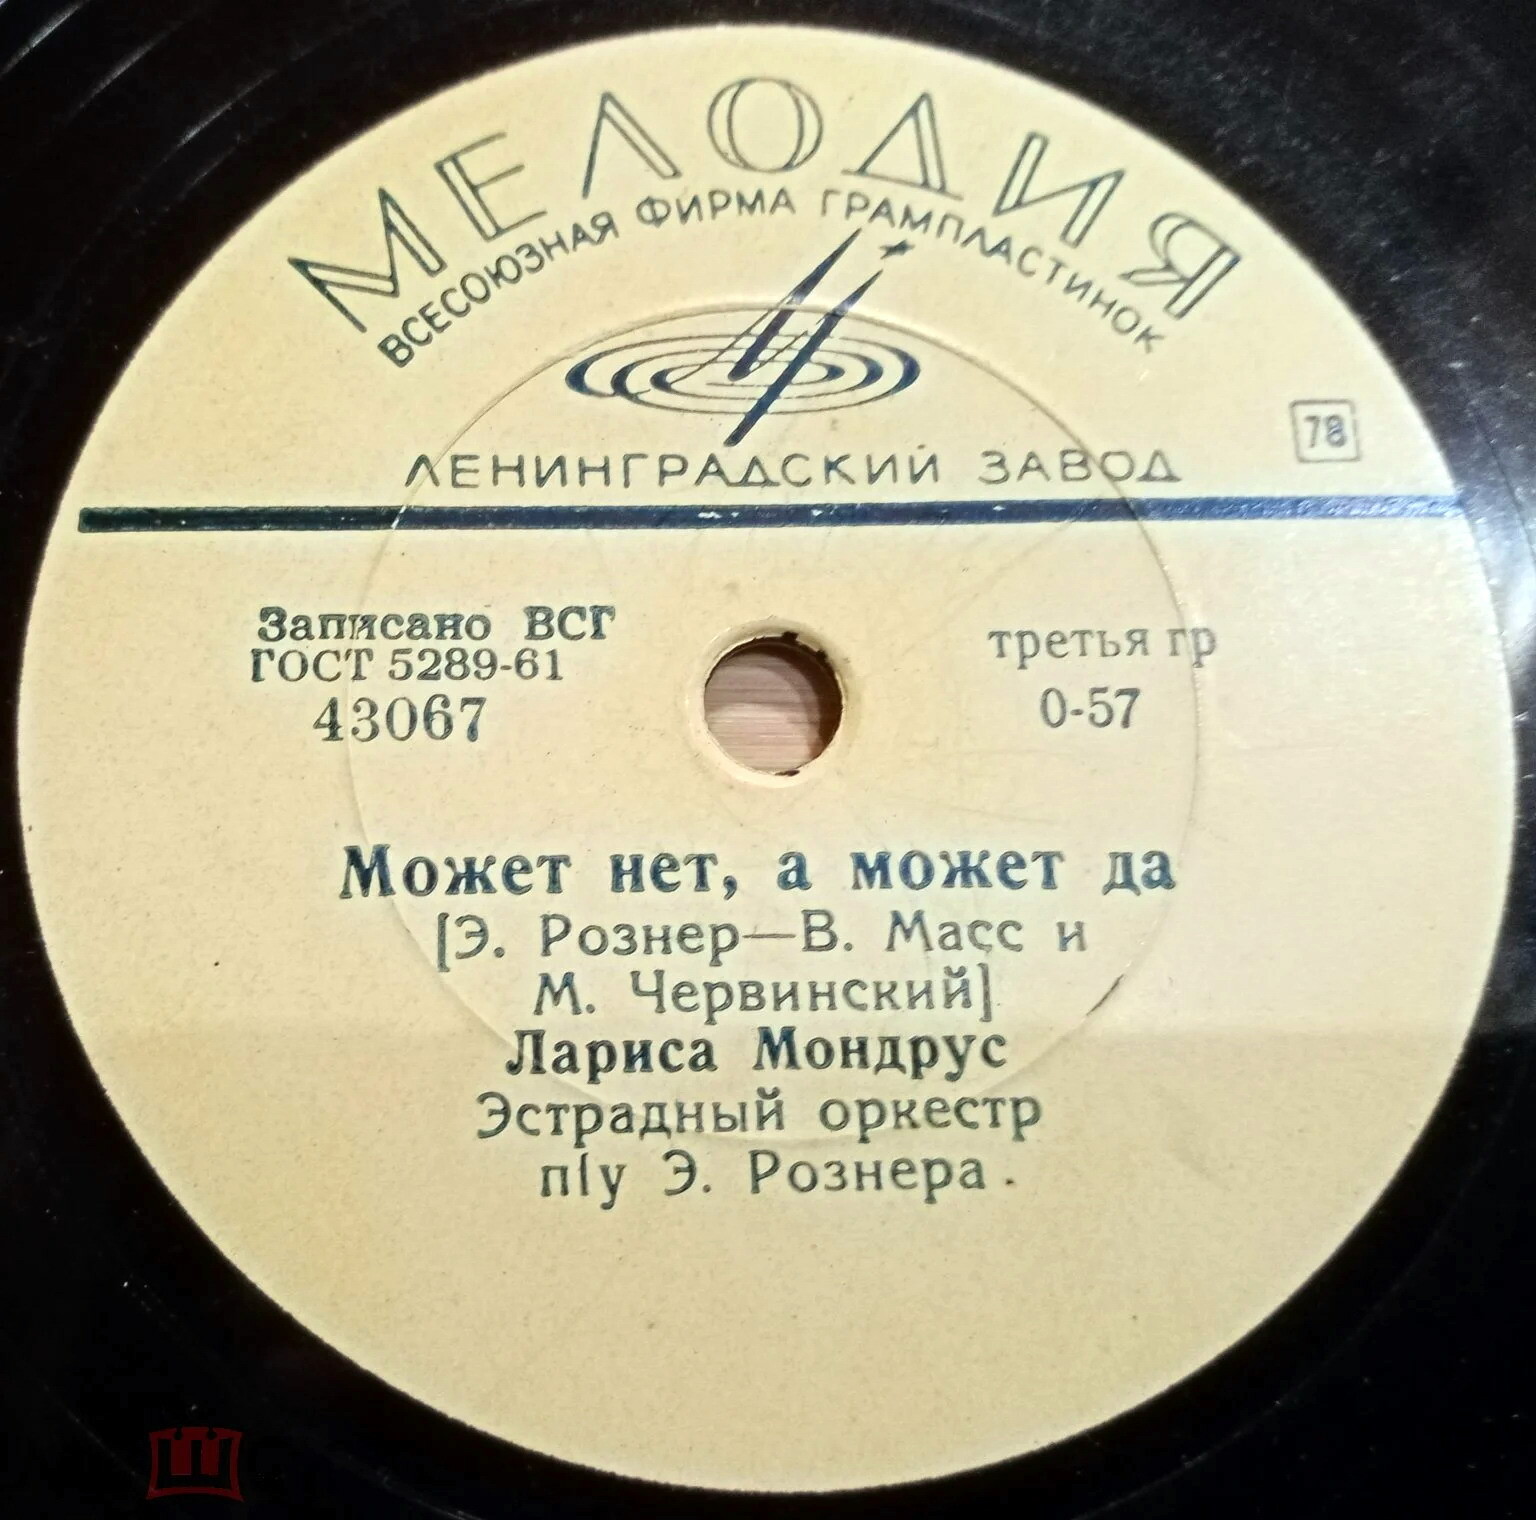 МЕЛОДИЯ
ВСЕСОЮЗНАЯ ФИРМА ГРАМПЛАСТИНОК
78
ЛЕНИНГРАДСКИЙ ЗАВОД
Записано ВСГ
ГОСТ 5289-61
43067
третья гр
0-57
Может нет, а может да
[Э. Рознер—В. Масс и
М. Червинский]
Лариса Мондрус
Эстрадный оркестр
п/у Э. Рознера.